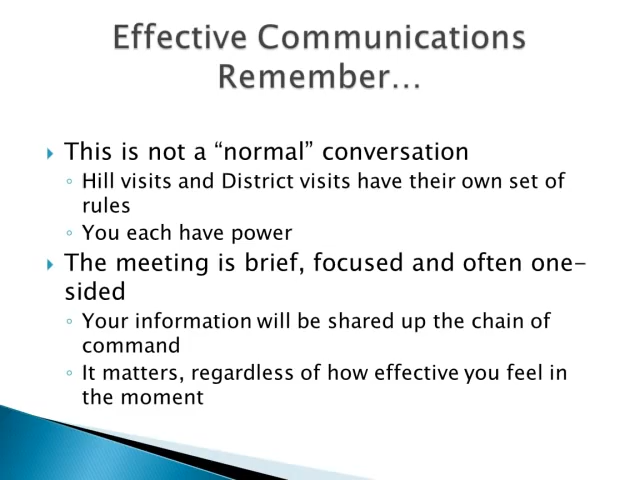 Effective Communications
Remember…
This is not a “normal” conversation
Hill visits and District visits have their own set of
rules
You each have power
The meeting is brief, focused and often one-
sided
Your information will be shared up the chain of
command
It matters, regardless of how effective you feel in
the moment